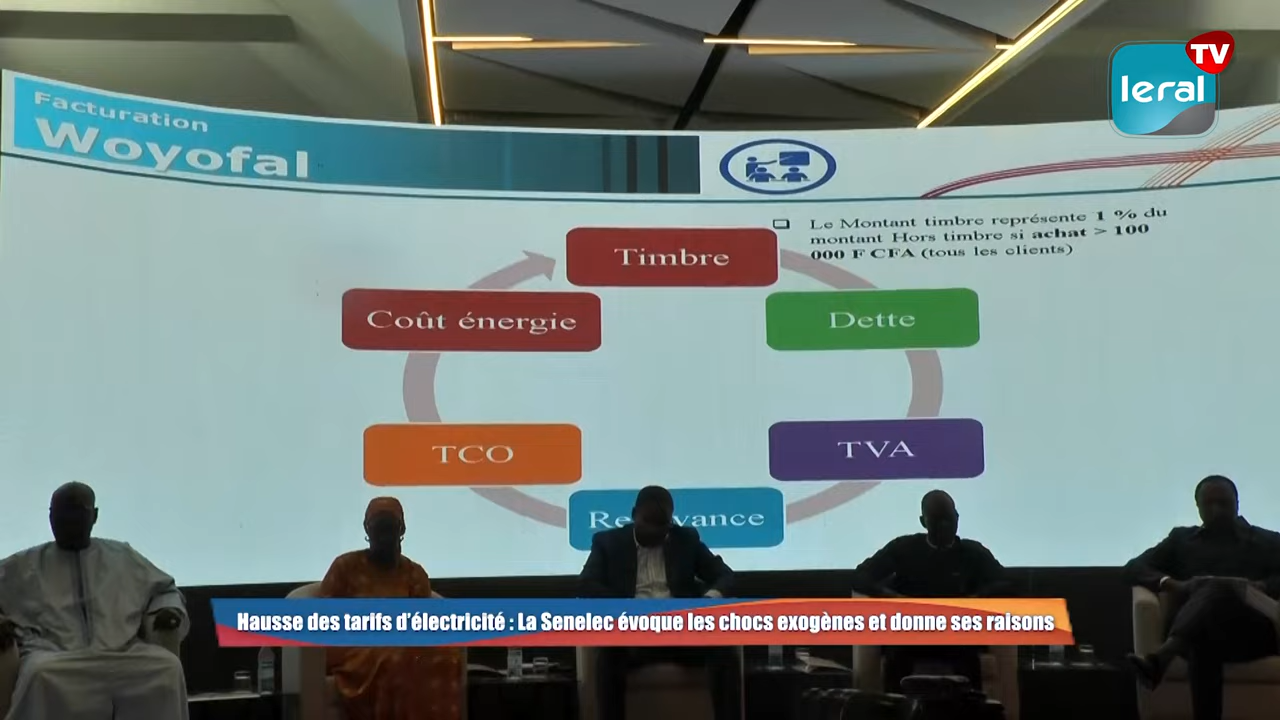 TV
leral
Facturation
Woyofal
Le Montant timbre représente 1 % du
montant Hors timbre si achat > 100
000 F CFA (tous les clients)
Timbre
Coût énergie
Dette
TCO
TVA
Hausse des tarifs d'électricité : La Senelec évoque les chocs exogènes et donne ses raisons